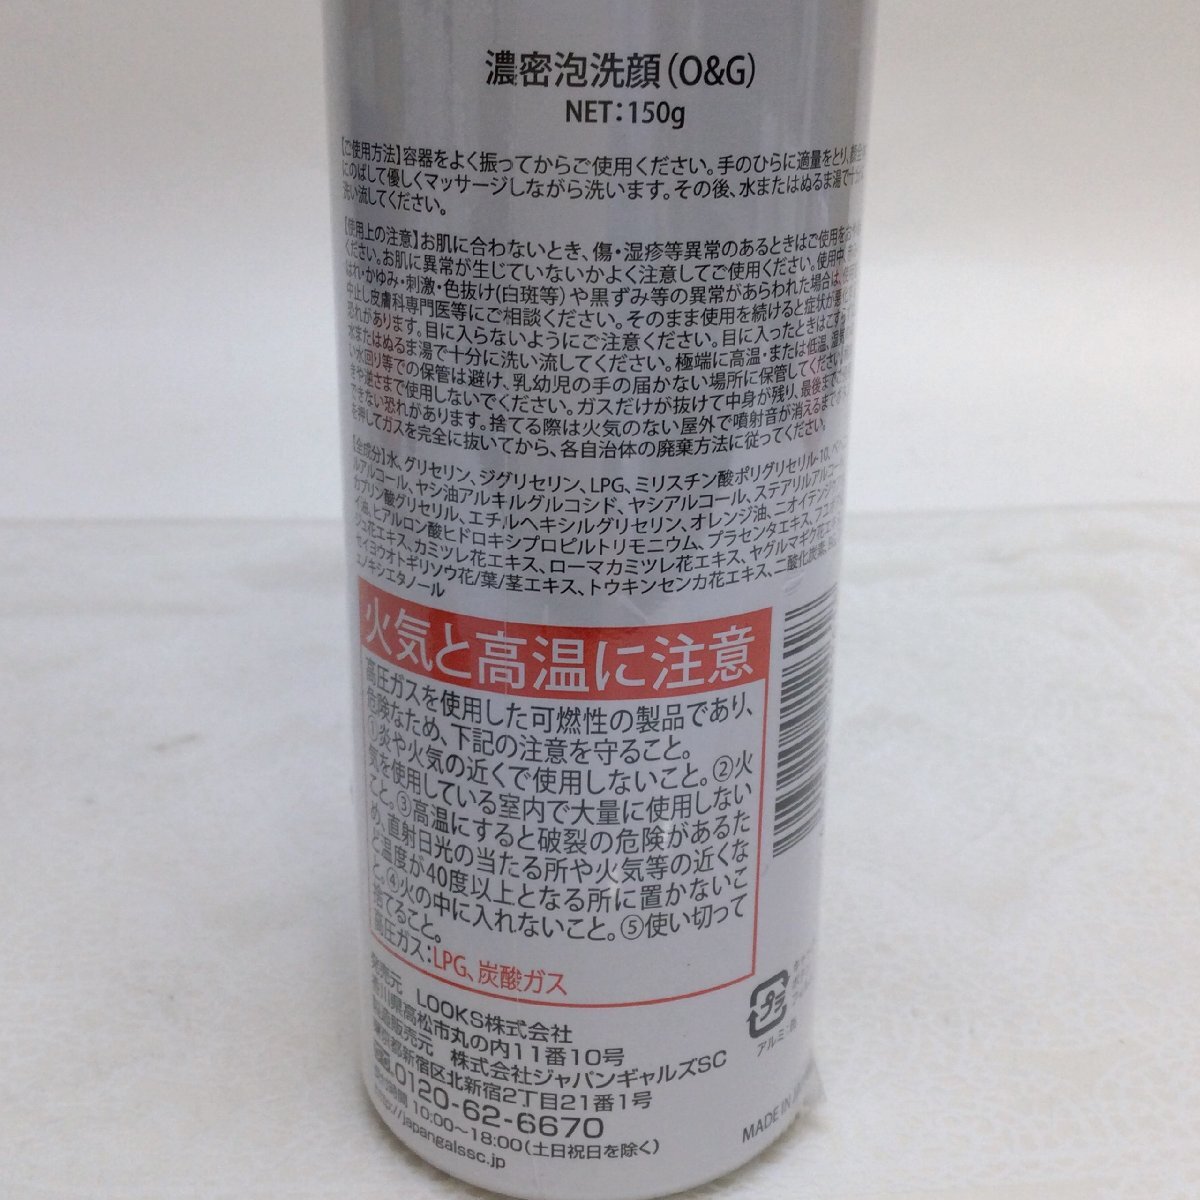 濃密泡洗顔(O&G)
NET:150g
【ご使用方法】容器をよく振ってからご使用ください。手のひらに適量をとり、
にのばして優しくマッサージしながら洗います。その後、水またはぬるま湯で
洗い流してください。
【使用上の注意】お肌に合わないとき、傷・湿疹等異常のあるときはご使用を
ください。お肌に異常が生じていないかよく注意してご使用ください。使用中、
はれ・かゆみ・刺激・色抜け(白斑等)や黒ずみ等の異常があらわれた場合は、
中止し皮膚科専門医等にご相談ください。そのまま使用を続けると症状が
恐れがあります。目に入らないようにご注意ください。目に入ったときは
水またはぬるま湯で十分に洗い流してください。極端に高温・または低温、
い水回り等での保管は避け、乳幼児の手の届かない場所に保管してください。
や逆さまで使用しないでください。ガスだけが抜けて中身が残り、最後まで
できない恐れがあります。捨てる際は火気のない屋外で噴射音が消えるまで
を押してガスを完全に抜いてから、各自治体の廃棄方法に従ってください。
【全成分】水、グリセリン、ジグリセリン、LPG、ミリスチン酸ポリグリセリル-10、
ルアルコール、ヤシ油アルキルグルコシド、ヤシアルコール、ステアリルアルコール、
カプリン酸グリセリル、エチルヘキシルグリセリン、オレンジ油、
油、ヒアルロン酸ヒドロキシプロピルトリモニウム、プラセンタエキス、
シュ花エキス、カミツレ花エキス、ローマカミツレ花エキス、ヤグルマギク花エキス、
セイヨウオトギリソウ花/葉/茎エキス、トウキンセンカ花エキス、二酸化炭素、
フェノキシエタノール
火気と高温に注意
高圧ガスを使用した可燃性の製品であり、
危険なため、下記の注意を守ること。
①炎や火気の近くで使用しないこと。②火
気を使用している室内で大量に使用しない
こと。③高温にすると破裂の危険があるた
め、直射日光の当たる所や火気等の近くな
ど温度が40度以上となる所に置かないこ
と。④火の中に入れないこと。⑤使い切って
捨てること。
高圧ガス:LPG、炭酸ガス
発売元 LOOKS株式会社
香川県高松市丸の内11番10号
製造販売元 株式会社ジャパンギャルズSC
東京都新宿区北新宿2丁目21番1号
0120-62-6670
10:00〜18:00(土日祝日を除く)
http://japangalssc.jp
プラ
アルミ:缶
MADE IN